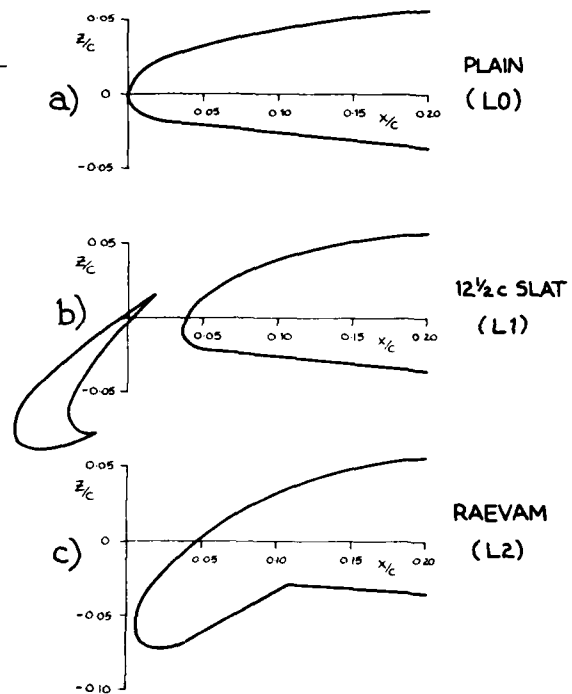 0.05
z/c
a)
0
0.05
0.10
0.15
0.20
x/c
-0.05
PLAIN
(L0)
0.05
z/c
b)
0.05
0.10
0.15
0.20
x/c
-0.05
12½c SLAT
(L1)
0.05
z/c
c)
0
0.05
0.10
0.15
0.20
x/c
-0.05
-0.10
RAEVAM
(L2)